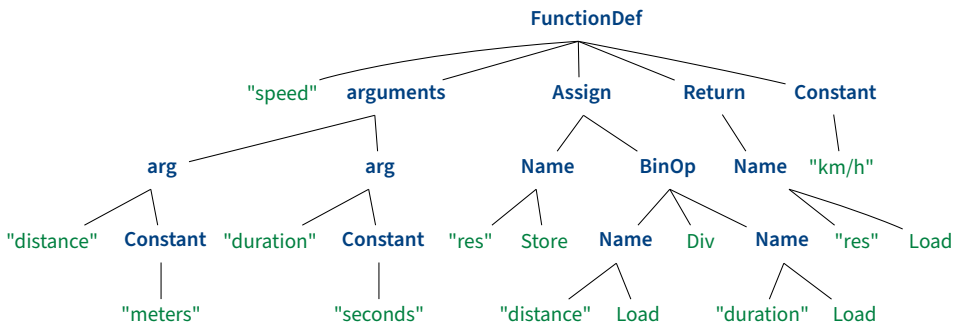 FunctionDef
"speed" arguments Assign Return Constant
arg arg Name BinOp Name "km/h"
"distance" Constant "duration" Constant "res" Store Name Div Name "res" Load
"meters" "seconds" "distance" Load "duration" Load